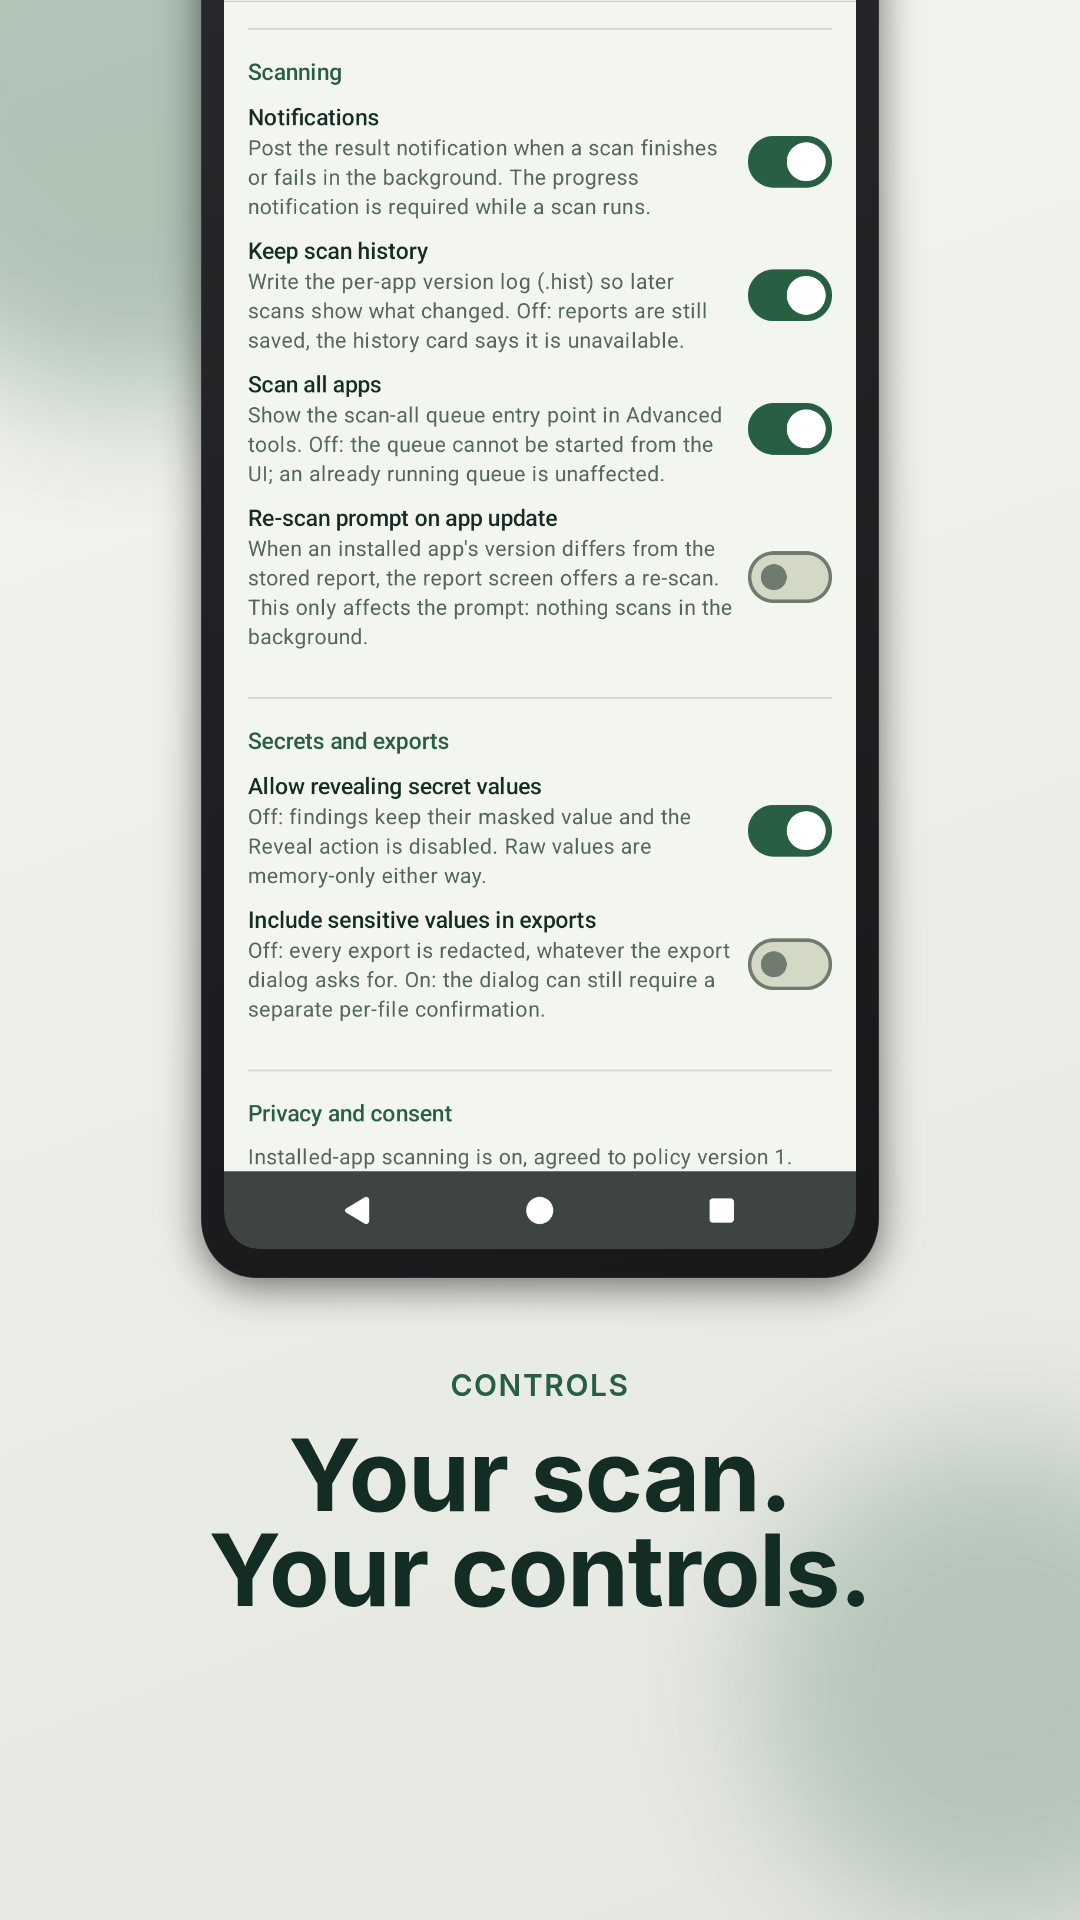 Scanning
Notifications
Post the result notification when a scan finishes
or fails in the background. The progress
notification is required while a scan runs.
Keep scan history
Write the per-app version log (.hist) so later
scans show what changed. Off: reports are still
saved, the history card says it is unavailable.
Scan all apps
Show the scan-all queue entry point in Advanced
tools. Off: the queue cannot be started from the
UI; an already running queue is unaffected.
Re-scan prompt on app update
When an installed app's version differs from the
stored report, the report screen offers a re-scan.
This only affects the prompt: nothing scans in the
background.
Secrets and exports
Allow revealing secret values
Off: findings keep their masked value and the
Reveal action is disabled. Raw values are
memory-only either way.
Include sensitive values in exports
Off: every export is redacted, whatever the export
dialog asks for. On: the dialog can still require a
separate per-file confirmation.
Privacy and consent
Installed-app scanning is on, agreed to policy version 1.
CONTROLS
Your scan.
Your controls.